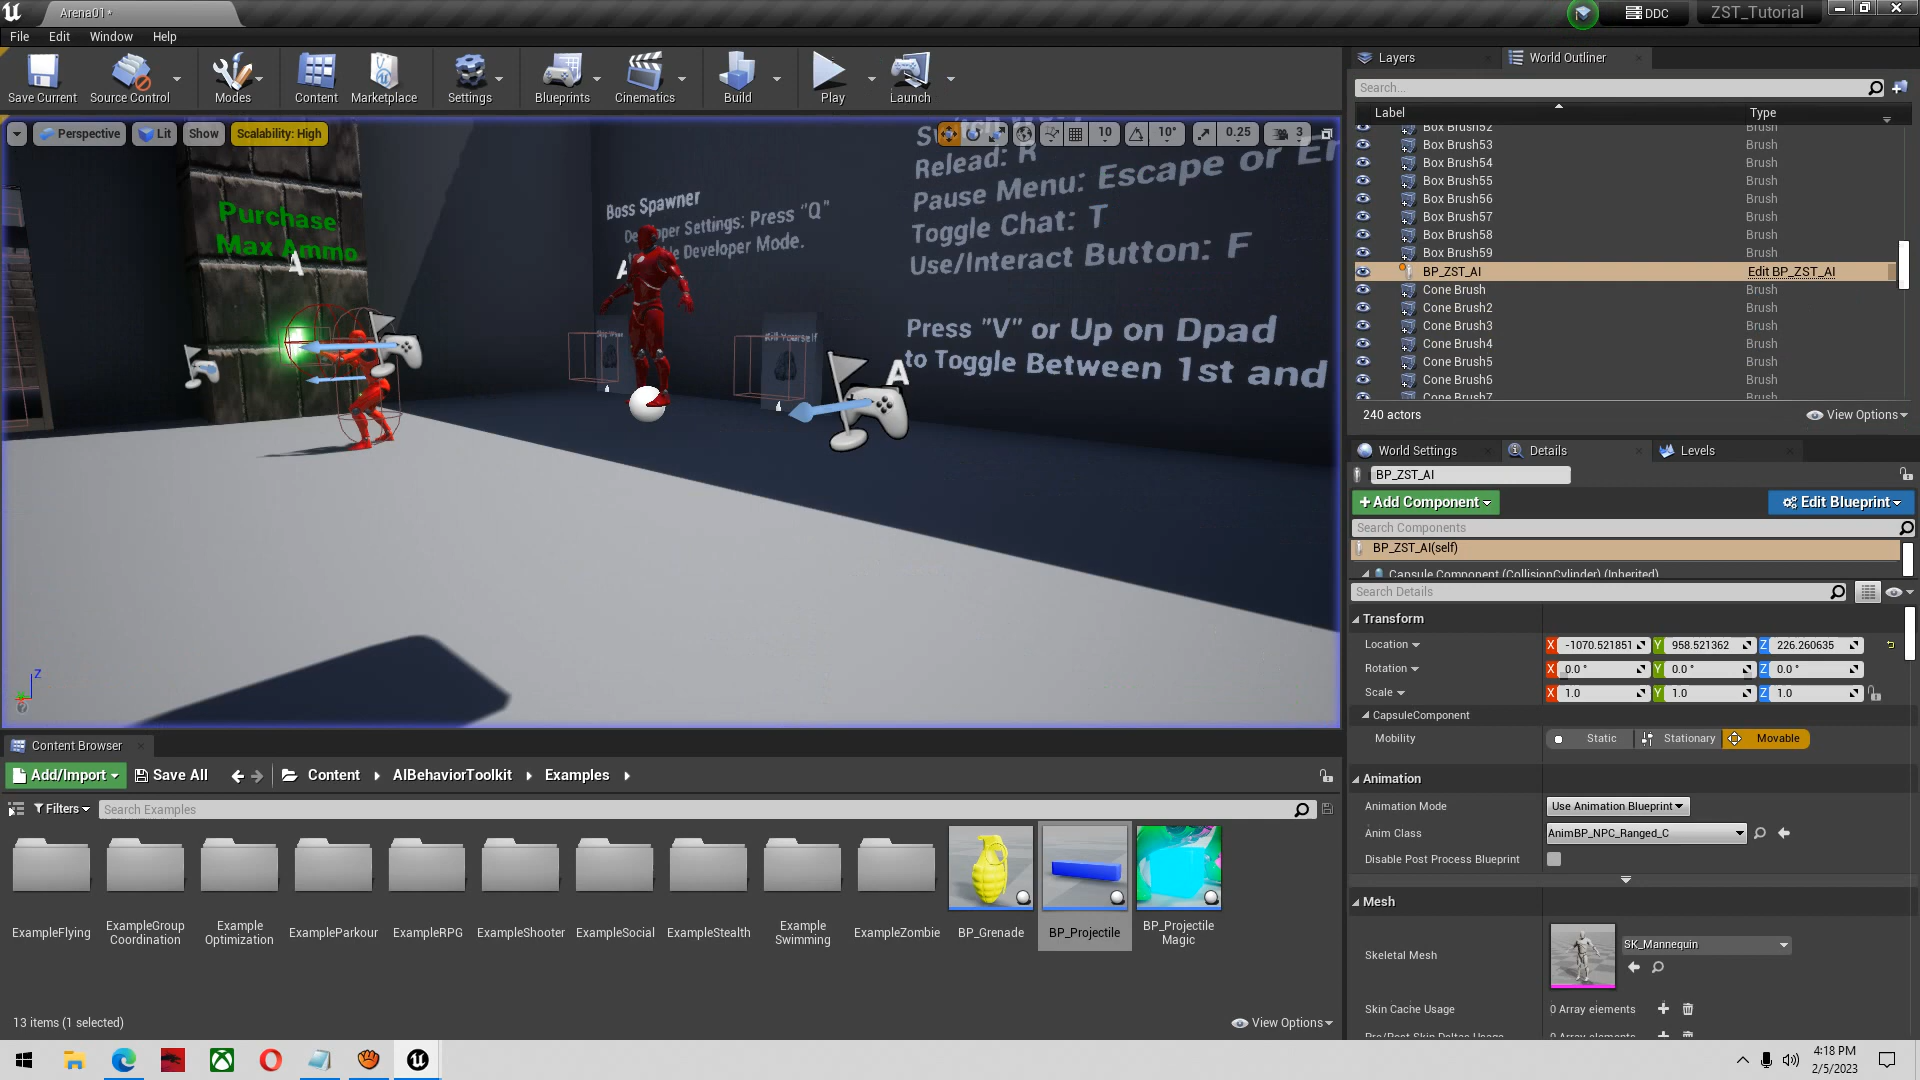 Arena01*
DDC
ZST_Tutorial
File Edit Window Help
Save Current Source Control Modes Content Marketplace Settings Blueprints Cinematics Build Play Launch
Perspective Lit Show Scalability: High
10 10° 0.25 3
Purchase
Max Ammo
A
Boss Spawner
Developer Settings: Press "Q"
Developer Mode.
A
Relead: R
Pause Menu: Escape or Er
Toggle Chat: T
Use/Interact Button: F
Press "V" or Up on Dpad
to Toggle Between 1st and
A
Z
Layers World Outliner
Search...
Label Type
Box Brush52 Brush
Box Brush53 Brush
Box Brush54 Brush
Box Brush55 Brush
Box Brush56 Brush
Box Brush57 Brush
Box Brush58 Brush
Box Brush59 Brush
BP_ZST_AI Edit BP_ZST_AI
Cone Brush Brush
Cone Brush2 Brush
Cone Brush3 Brush
Cone Brush4 Brush
Cone Brush5 Brush
Cone Brush6 Brush
Cone Brush7 Brush
240 actors View Options
World Settings Details Levels
BP_ZST_AI
+Add Component Edit Blueprint
Search Components
BP_ZST_AI(self)
Capsule Component (CollisionCylinder) (Inherited)
Search Details
Transform
Location X -1070.521851 Y 958.521362 Z 226.260635
Rotation X 0.0 ° Y 0.0 ° Z 0.0 °
Scale X 1.0 Y 1.0 Z 1.0
CapsuleComponent
Mobility Static Stationary Movable
Animation
Animation Mode Use Animation Blueprint
Anim Class AnimBP_NPC_Ranged_C
Disable Post Process Blueprint
Mesh
Skeletal Mesh SK_Mannequin
Skin Cache Usage 0 Array elements
0 Array elements
Content Browser
Add/Import Save All Content AIBehaviorToolkit Examples
Filters Search Examples
ExampleFlying
ExampleGroup
Coordination
Example
Optimization
ExampleParkour
ExampleRPG
ExampleShooter
ExampleSocial
ExampleStealth
Example
Swimming
ExampleZombie
BP_Grenade
BP_Projectile
BP_Projectile
Magic
13 items (1 selected) View Options
4:18 PM
2/5/2023